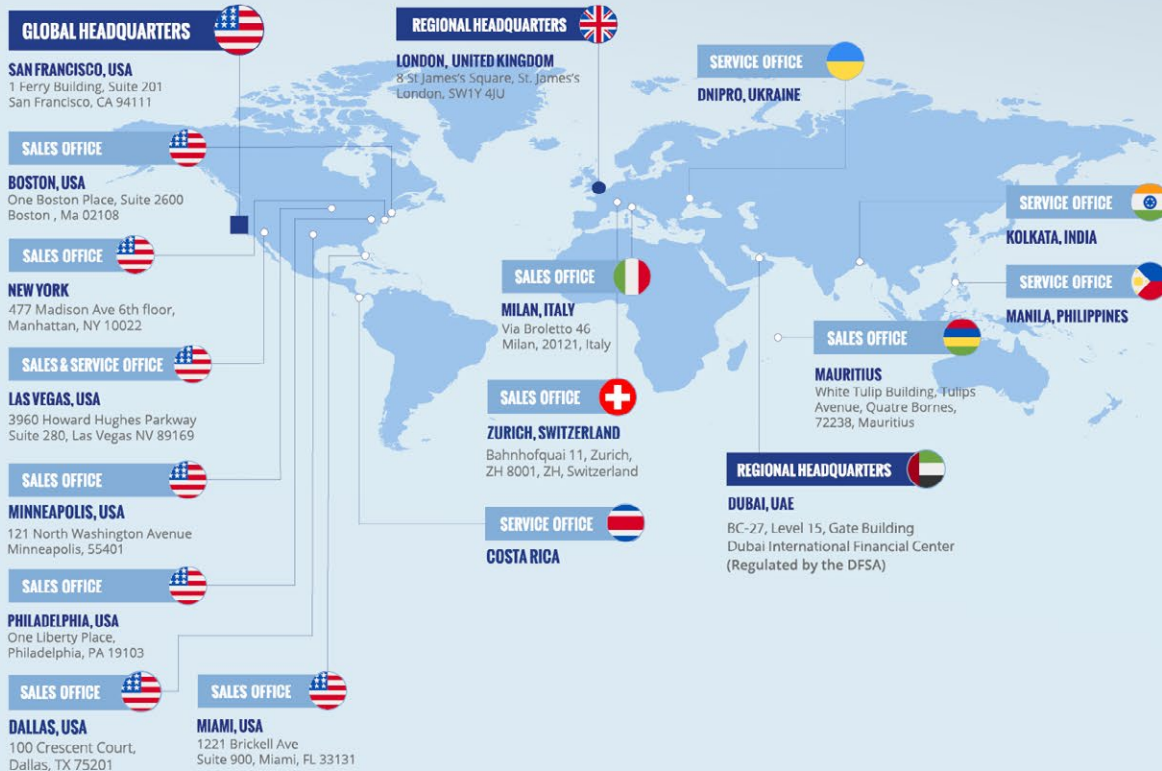 GLOBAL HEADQUARTERS
SAN FRANCISCO, USA
1 Ferry Building, Suite 201
San Francisco, CA 94111
SALES OFFICE
BOSTON, USA
One Boston Place, Suite 2600
Boston , Ma 02108
SALES OFFICE
NEW YORK
477 Madison Ave 6th floor,
Manhattan, NY 10022
SALES & SERVICE OFFICE
LAS VEGAS, USA
3960 Howard Hughes Parkway
Suite 280, Las Vegas NV 89169
SALES OFFICE
MINNEAPOLIS, USA
121 North Washington Avenue
Minneapolis, 55401
SALES OFFICE
PHILADELPHIA, USA
One Liberty Place,
Philadelphia, PA 19103
SALES OFFICE
DALLAS, USA
100 Crescent Court,
Dallas, TX 75201
SALES OFFICE
MIAMI, USA
1221 Brickell Ave
Suite 900, Miami, FL 33131
REGIONAL HEADQUARTERS
LONDON, UNITED KINGDOM
8 St James's Square, St. James's
London, SW1Y 4JU
SALES OFFICE
MILAN, ITALY
Via Broletto 46
Milan, 20121, Italy
SALES OFFICE
ZURICH, SWITZERLAND
Bahnhofquai 11, Zurich,
ZH 8001, ZH, Switzerland
SERVICE OFFICE
COSTA RICA
SERVICE OFFICE
DNIPRO, UKRAINE
SERVICE OFFICE
KOLKATA, INDIA
SERVICE OFFICE
MANILA, PHILIPPINES
SALES OFFICE
MAURITIUS
White Tulip Building, Tulips
Avenue, Quatre Bornes,
72238, Mauritius
REGIONAL HEADQUARTERS
DUBAI, UAE
BC-27, Level 15, Gate Building
Dubai International Financial Center
(Regulated by the DFSA)